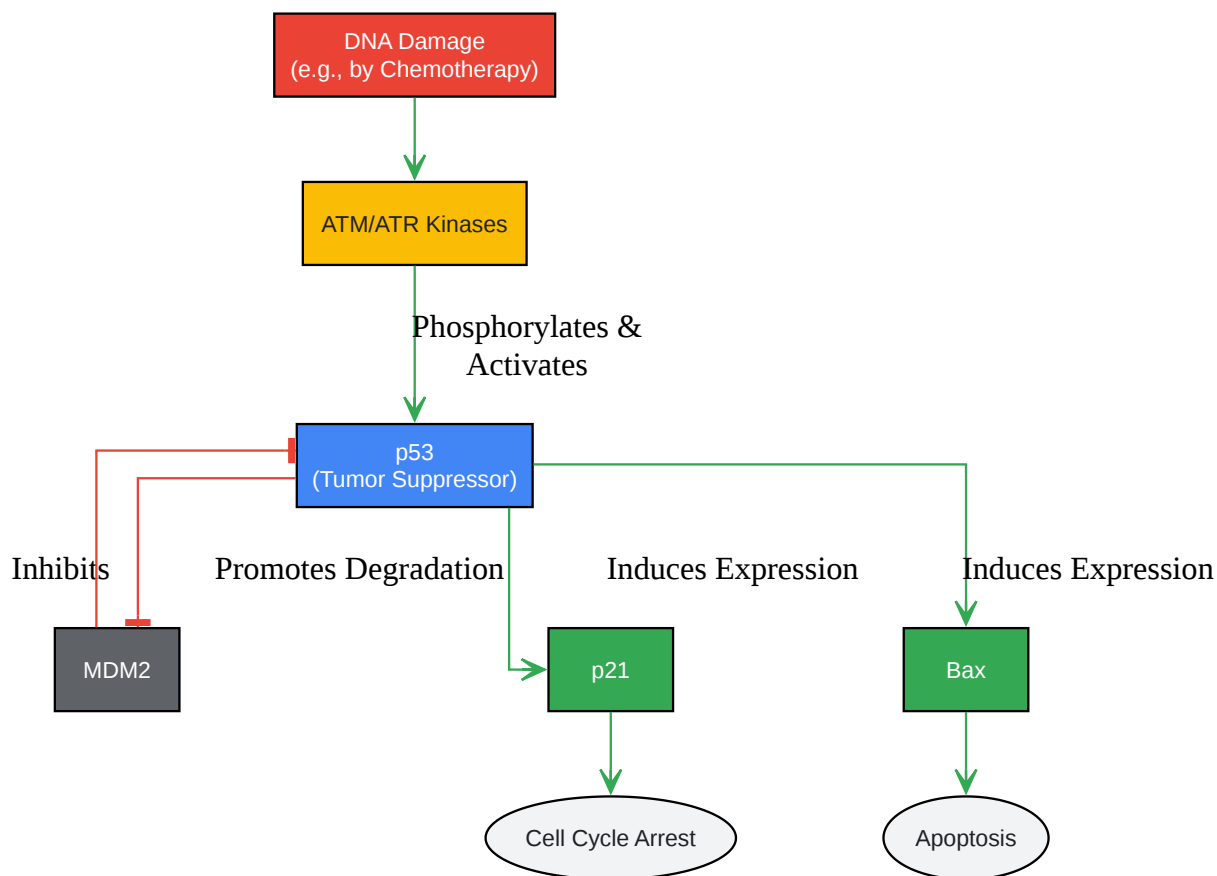 DNA Damage
(e.g., by Chemotherapy)
ATM/ATR Kinases
Phosphorylates &
Activates
p53
(Tumor Suppressor)
Inhibits
Promotes Degradation
Induces Expression
Induces Expression
MDM2
p21
Bax
Cell Cycle Arrest
Apoptosis